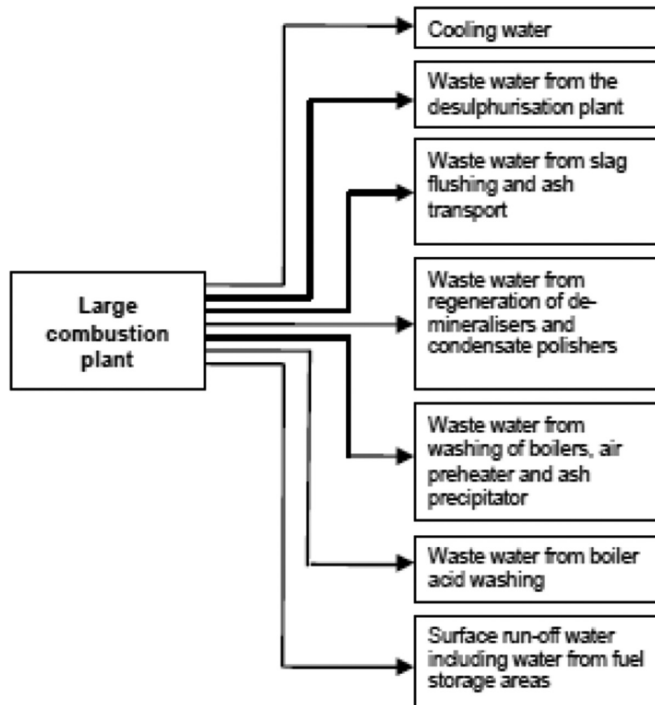 Cooling water
Waste water from the
desulphurisation plant
Waste water from slag
flushing and ash
transport
Large
combustion
plant
Waste water from
regeneration of de-
mineralisers and
condensate polishers
Waste water from
washing of boilers, air
preheater and ash
precipitator
Waste water from boiler
acid washing
Surface run-off water
including water from fuel
storage areas